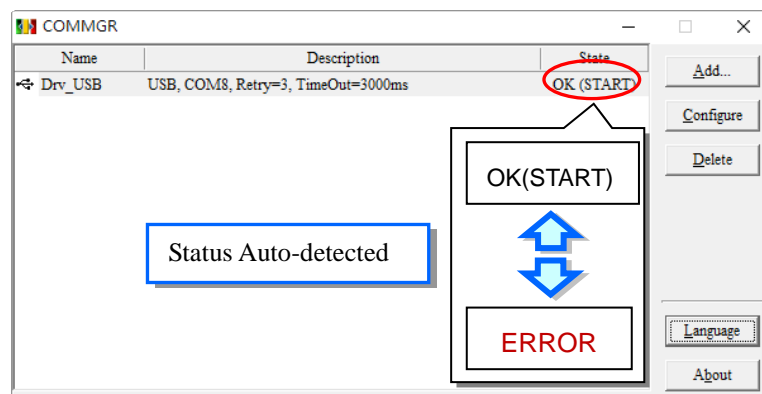 COMMGR
Name Description State
Drv_USB USB, COM8, Retry=3, TimeOut=3000ms OK (START)
Add...
Configure
Delete
OK(START)
Status Auto-detected
ERROR
Language
About